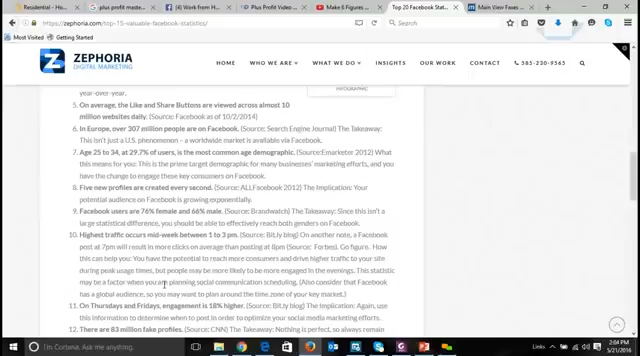 Residential – Hom
plus profit maste
Work from H
Plus Profit Video
Make 6 Figures
Top 20 Facebook Stat
Main View Faxes
https://zephoria.com/top-15-valuable-facebook-statistics/
Search
Most Visited
Getting Started
ZEPHORIA
DIGITAL MARKETING
HOME
WHO WE ARE
WHAT WE DO
INSIGHTS
OUR WORK
CONTACT
585-230-9565
year-over-year.
INFOGRAPHIC
5. On average, the Like and Share Buttons are viewed across almost 10
million websites daily. (Source: Facebook as of 10/2/2014)
6. In Europe, over 307 million people are on Facebook. (Source: Search Engine Journal) The Takeaway:
This isn't just a U.S. phenomenon – a worldwide market is available via Facebook.
7. Age 25 to 34, at 29.7% of users, is the most common age demographic. (Source:Emarketer 2012) What
this means for you: This is the prime target demographic for many businesses' marketing efforts, and you
have the change to engage these key consumers on Facebook.
8. Five new profiles are created every second. (Source: ALLFacebook 2012) The Implication: Your
potential audience on Facebook is growing exponentially.
9. Facebook users are 76% female and 66% male. (Source: Brandwatch) The Takeaway: Since this isn't a
large statistical difference, you should be able to effectively reach both genders on Facebook.
10. Highest traffic occurs mid-week between 1 to 3 pm. (Source: Bit.ly blog) On another note, a Facebook
post at 7pm will result in more clicks on average than posting at 8pm (Source: Forbes). Go figure. How
this can help you: You have the potential to reach more consumers and drive higher traffic to your site
during peak usage times, but people may be more likely to be more engaged in the evenings. This statistic
may be a factor when you are planning social communication scheduling. (Also consider that Facebook
has a global audience, so you may want to plan around the time zone of your key market.)
11. On Thursdays and Fridays, engagement is 18% higher. (Source: Bit.ly blog) The Implication: Again, use
this information to determine when to post in order to optimize your social media marketing efforts.
12. There are 83 million fake profiles. (Source: CNN) The Takeaway: Nothing is perfect, so always remain
I'm Cortana. Ask me anything.
Links
2:04 PM
5/21/2016